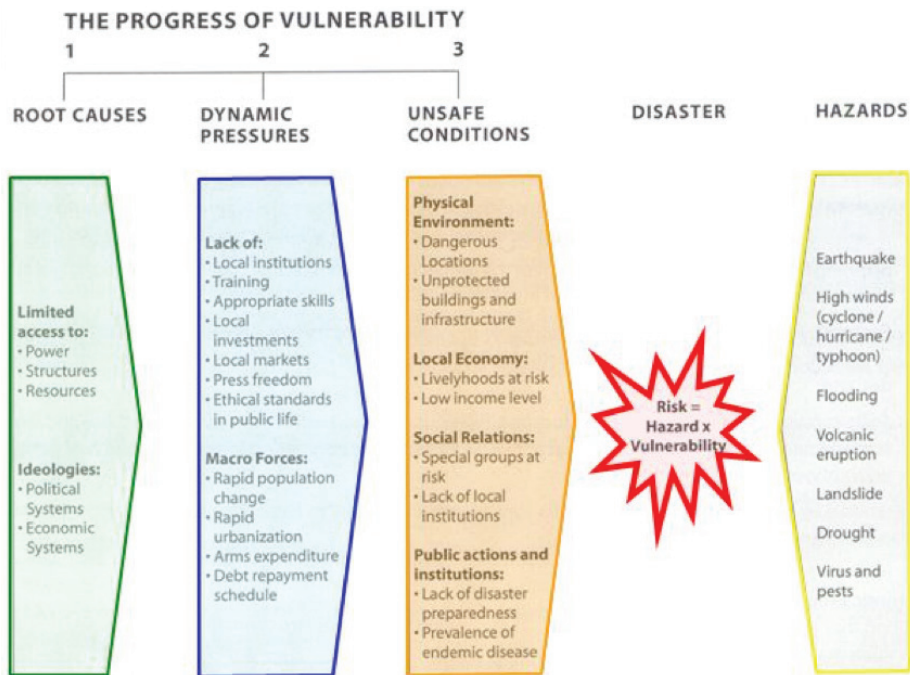 THE PROGRESS OF VULNERABILITY
1
2
3
ROOT CAUSES
DYNAMIC
PRESSURES
UNSAFE
CONDITIONS
DISASTER
HAZARDS
Limited
access to:
• Power
• Structures
• Resources
Ideologies:
• Political
Systems
• Economic
Systems
Lack of:
• Local institutions
• Training
• Appropriate skills
• Local
investments
• Local markets
• Press freedom
• Ethical standards
in public life
Macro Forces:
• Rapid population
change
• Rapid
urbanization
• Arms expenditure
• Debt repayment
schedule
Physical
Environment:
• Dangerous
Locations
• Unprotected
buildings and
infrastructure
Local Economy:
• Livelyhoods at risk
• Low income level
Social Relations:
• Special groups at
risk
• Lack of local
institutions
Public actions and
institutions:
• Lack of disaster
preparedness
• Prevalence of
endemic disease
Risk =
Hazard x
Vulnerability
Earthquake
High winds
(cyclone /
hurricane /
typhoon)
Flooding
Volcanic
eruption
Landslide
Drought
Virus and
pests